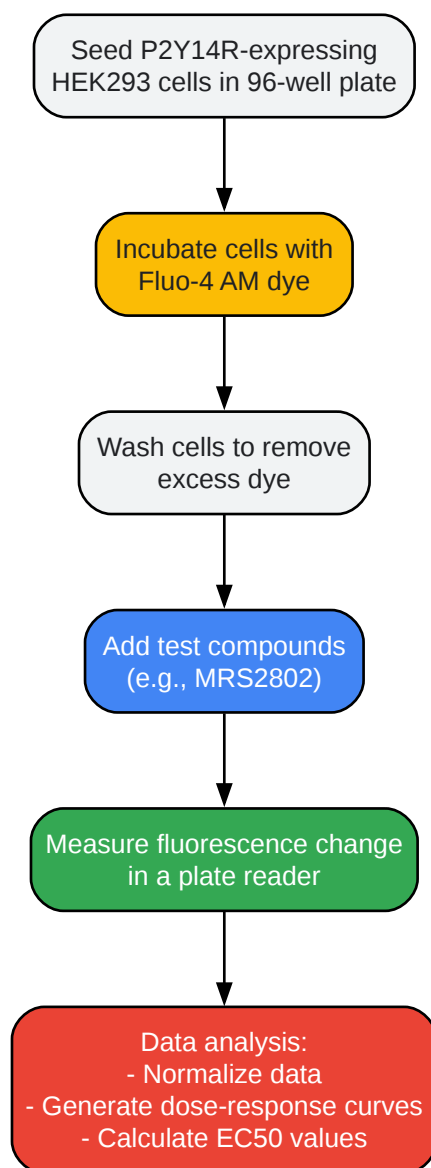 Seed P2Y14R-expressing
HEK293 cells in 96-well plate
Incubate cells with
Fluo-4 AM dye
Wash cells to remove
excess dye
Add test compounds
(e.g., MRS2802)
Measure fluorescence change
in a plate reader
Data analysis:
- Normalize data
- Generate dose-response curves
- Calculate EC50 values